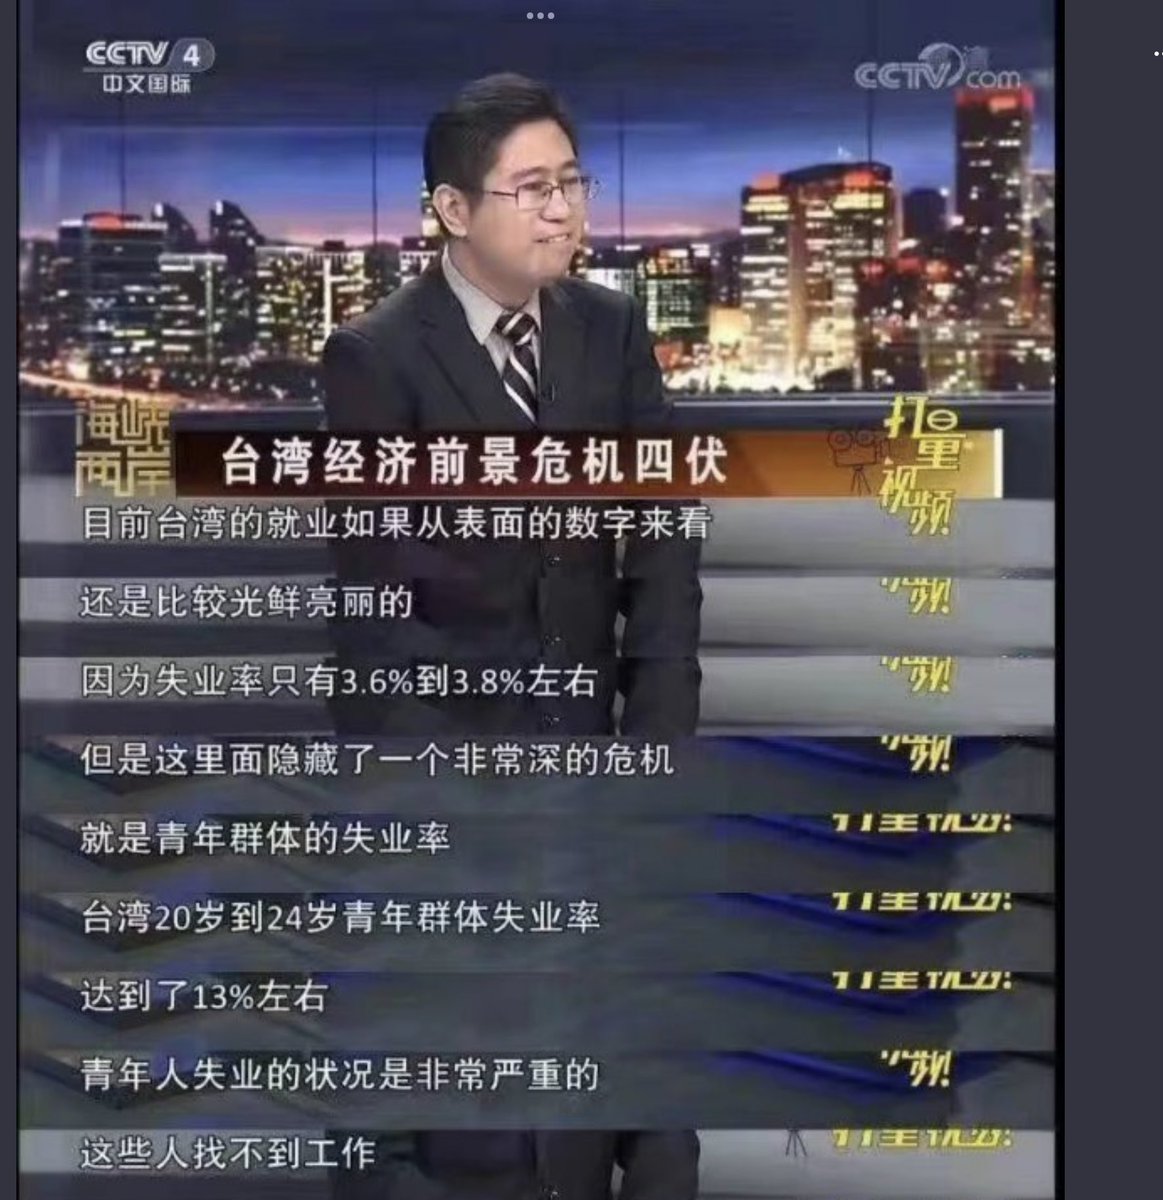 CCTV 4
中文国际
CCTV.com
海峡两岸
台湾经济前景危机四伏
打量视频!
目前台湾的就业如果从表面的数字来看
还是比较光鲜亮丽的
因为失业率只有3.6%到3.8%左右
但是这里面隐藏了一个非常深的危机
就是青年群体的失业率
台湾20岁到24岁青年群体失业率
达到了13%左右
青年人失业的状况是非常严重的
这些人找不到工作